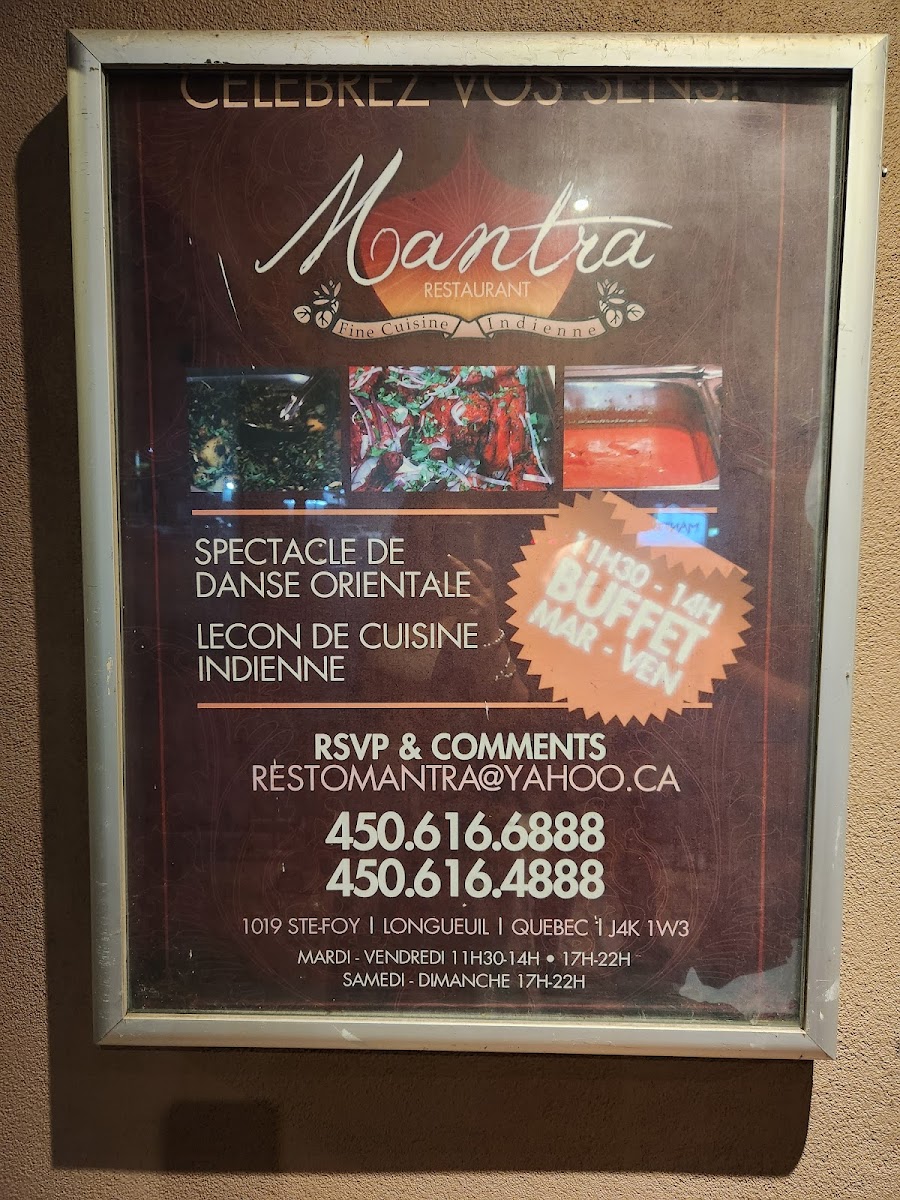 CELEBREZ VOS SENS!
Mantra
RESTAURANT
Fine Cuisine Indienne
SPECTACLE DE
DANSE ORIENTALE
LECON DE CUISINE
INDIENNE
11H30 - 14H
BUFFET
MAR - VEN
RSVP & COMMENTS
RESTOMANTRA@YAHOO.CA
450.616.6888
450.616.4888
1019 STE-FOY | LONGUEUIL | QUEBEC | J4K 1W3
MARDI - VENDREDI 11H30-14H • 17H-22H
SAMEDI - DIMANCHE 17H-22H